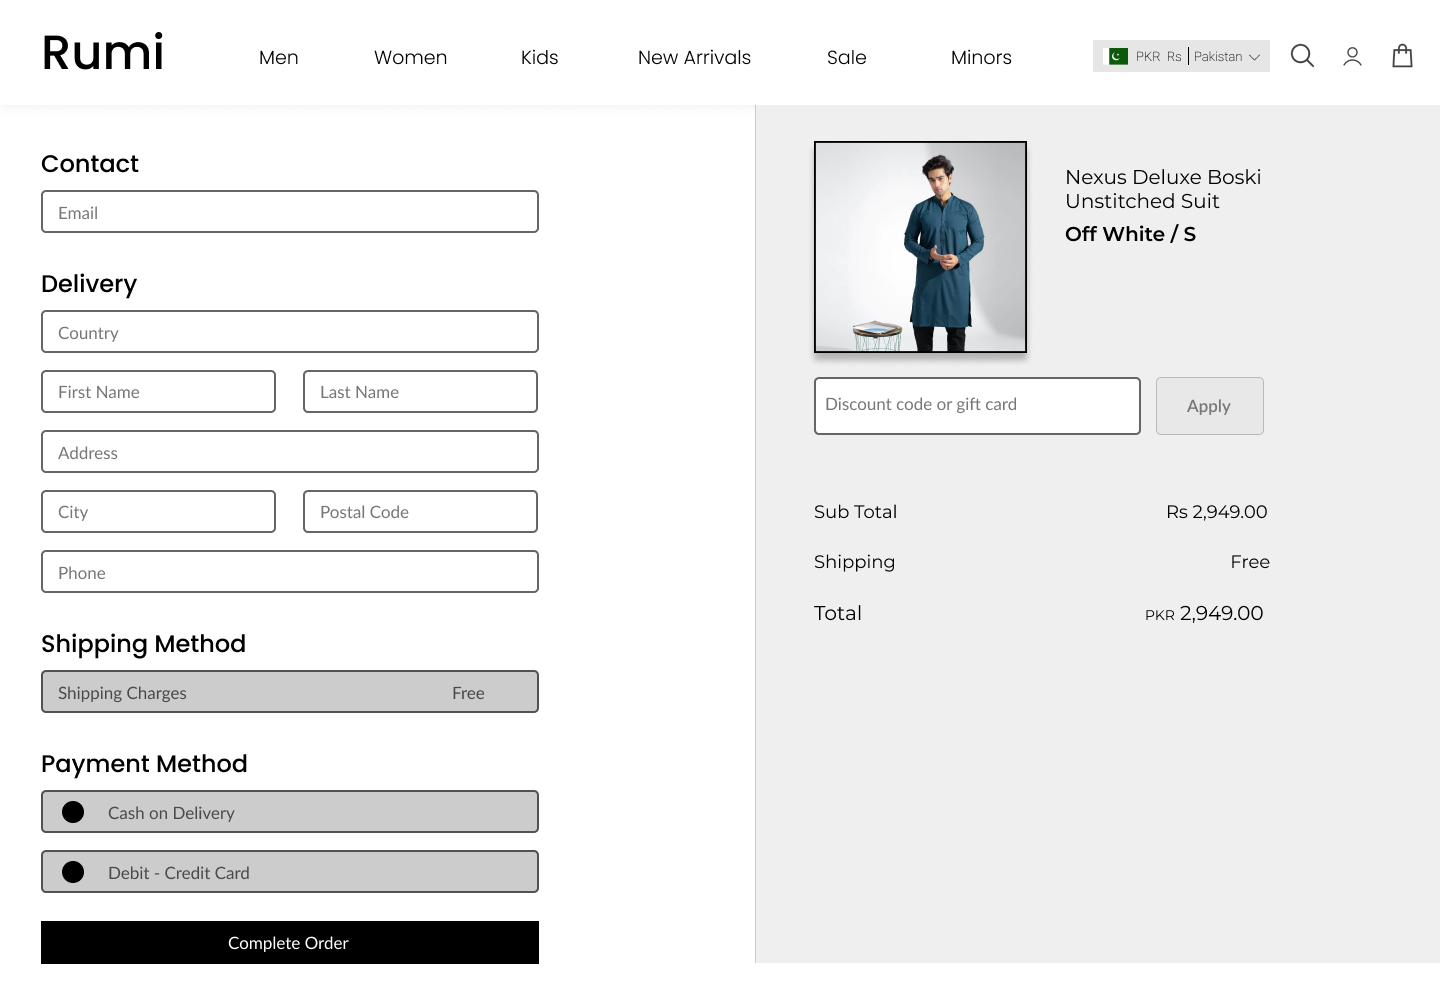 Rumi
Men Women Kids New Arrivals Sale Minors PKR Rs Pakistan
Contact
Email
Delivery
Country
First Name Last Name
Address
City Postal Code
Phone
Shipping Method
Shipping Charges Free
Payment Method
Cash on Delivery
Debit - Credit Card
Complete Order
Nexus Deluxe Boski
Unstitched Suit
Off White / S
Discount code or gift card Apply
Sub Total Rs 2,949.00
Shipping Free
Total PKR 2,949.00